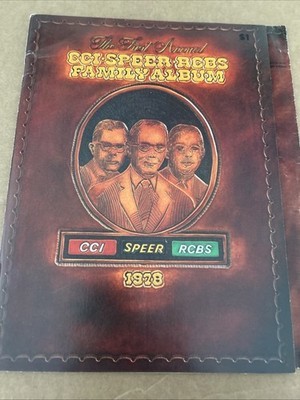 The First Annual
$1
CCI·SPEER·RCBS
FAMILY ALBUM
CCI SPEER RCBS
1978